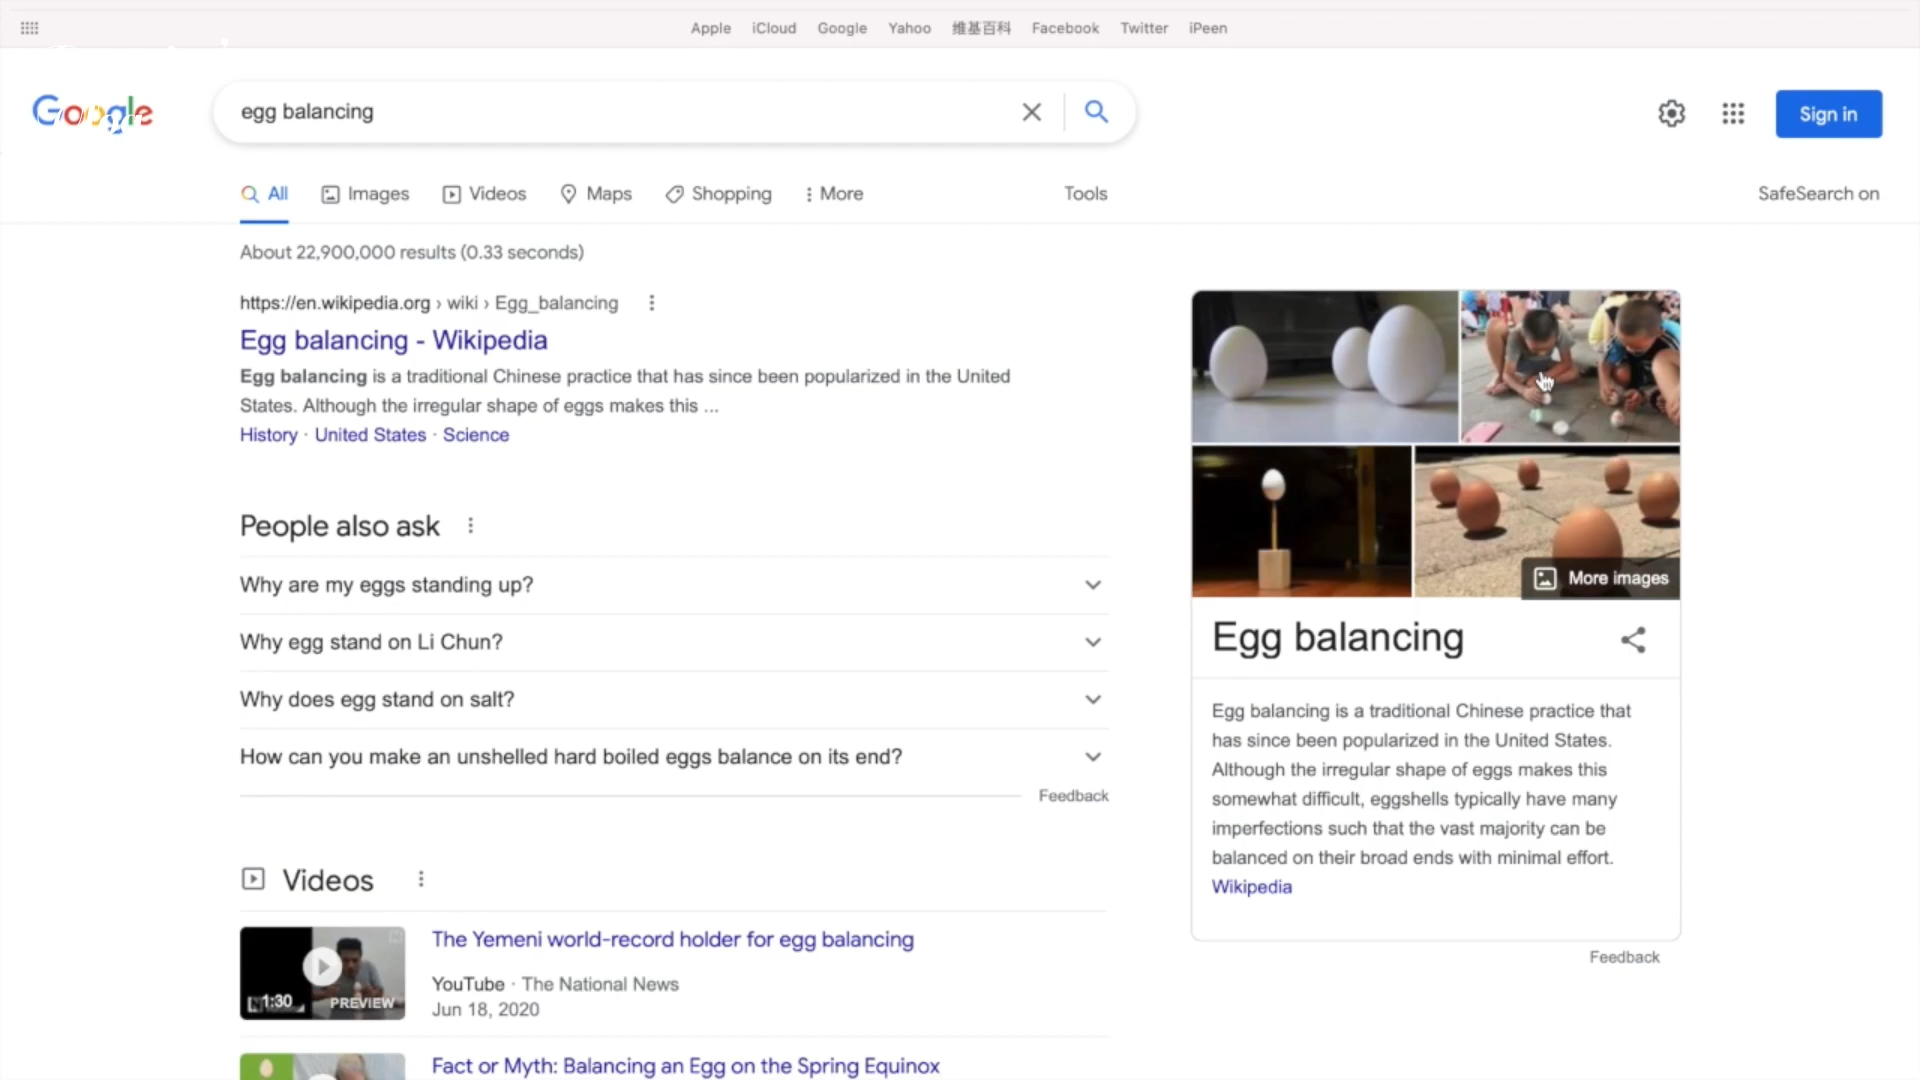 Apple iCloud Google Yahoo 维基百科 Facebook Twitter iPeen
Google
egg balancing
Sign in
All Images Videos Maps Shopping More Tools SafeSearch on
About 22,900,000 results (0.33 seconds)
https://en.wikipedia.org › wiki › Egg_balancing
Egg balancing - Wikipedia
Egg balancing is a traditional Chinese practice that has since been popularized in the United
States. Although the irregular shape of eggs makes this ...
History · United States · Science
People also ask
Why are my eggs standing up?
Why egg stand on Li Chun?
Why does egg stand on salt?
How can you make an unshelled hard boiled eggs balance on its end?
Feedback
Videos
The Yemeni world-record holder for egg balancing
YouTube · The National News
Jun 18, 2020
1:30 PREVIEW
Fact or Myth: Balancing an Egg on the Spring Equinox
More images
Egg balancing
Egg balancing is a traditional Chinese practice that
has since been popularized in the United States.
Although the irregular shape of eggs makes this
somewhat difficult, eggshells typically have many
imperfections such that the vast majority can be
balanced on their broad ends with minimal effort.
Wikipedia
Feedback